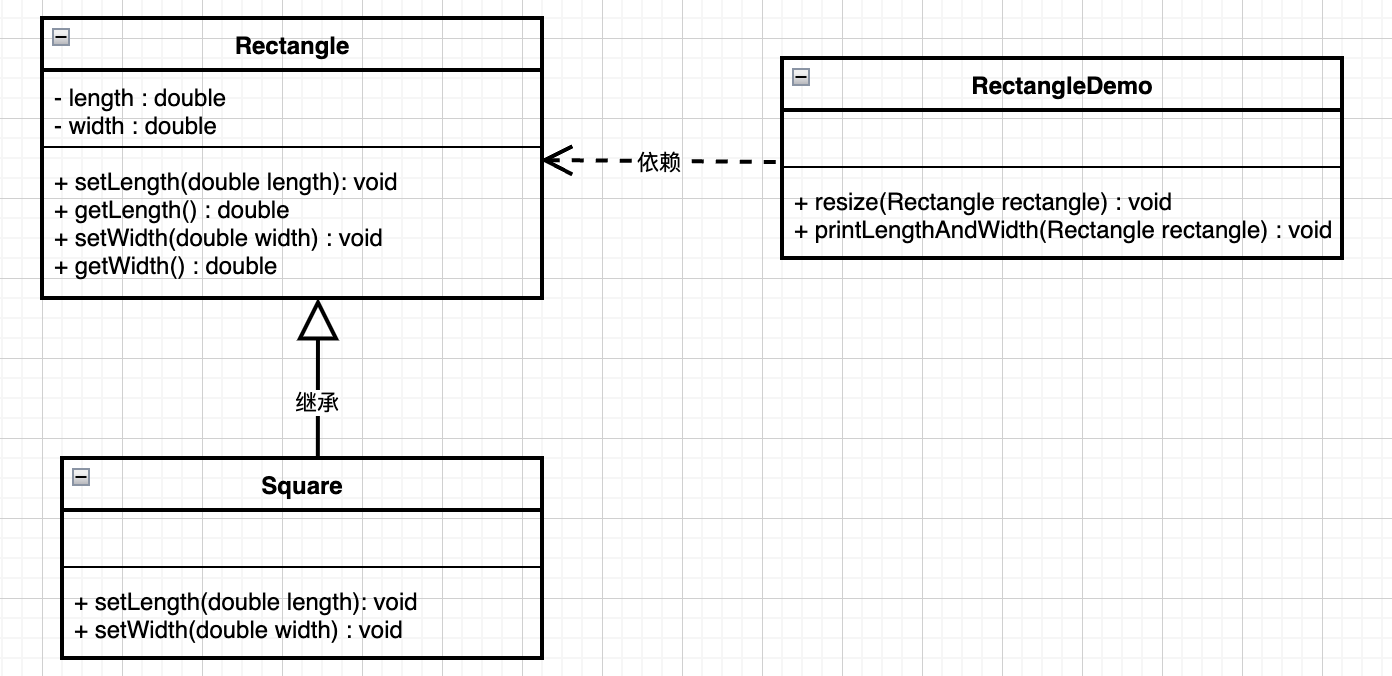 Rectangle
- length : double
- width : double
+ setLength(double length): void
+ getLength() : double
+ setWidth(double width) : void
+ getWidth() : double
RectangleDemo
+ resize(Rectangle rectangle) : void
+ printLengthAndWidth(Rectangle rectangle) : void
依赖
继承
Square
+ setLength(double length): void
+ setWidth(double width) : void